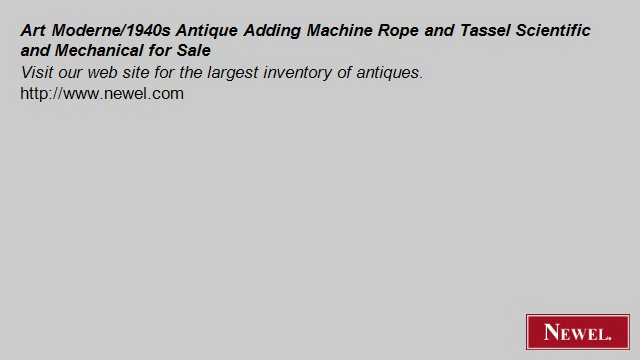 Art Moderne/1940s Antique Adding Machine Rope and Tassel Scientific
and Mechanical for Sale
Visit our web site for the largest inventory of antiques.
http://www.newel.com
NEWEL.